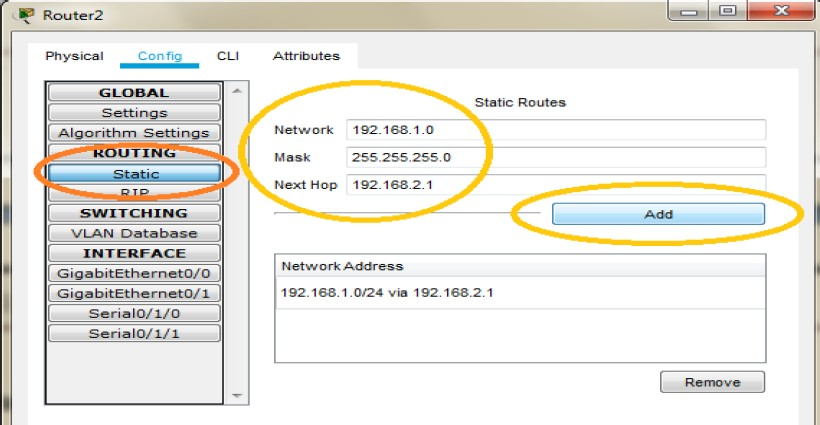 Router2
Physical Config CLI Attributes
GLOBAL
Settings
Algorithm Settings
ROUTING
Static
RIP
SWITCHING
VLAN Database
INTERFACE
GigabitEthernet0/0
GigabitEthernet0/1
Serial0/1/0
Serial0/1/1
Static Routes
Network 192.168.1.0
Mask 255.255.255.0
Next Hop 192.168.2.1
Add
Network Address
192.168.1.0/24 via 192.168.2.1
Remove